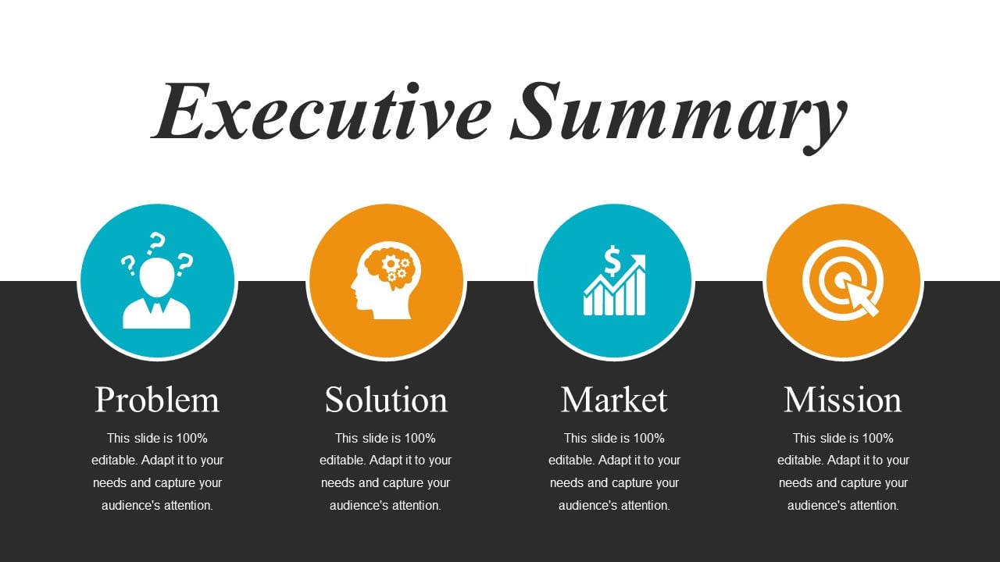 Executive Summary
Problem
This slide is 100%
editable. Adapt it to your
needs and capture your
audience's attention.
Solution
This slide is 100%
editable. Adapt it to your
needs and capture your
audience's attention.
$
Market
This slide is 100%
editable. Adapt it to your
needs and capture your
audience's attention.
Mission
This slide is 100%
editable. Adapt it to your
needs and capture your
audience's attention.